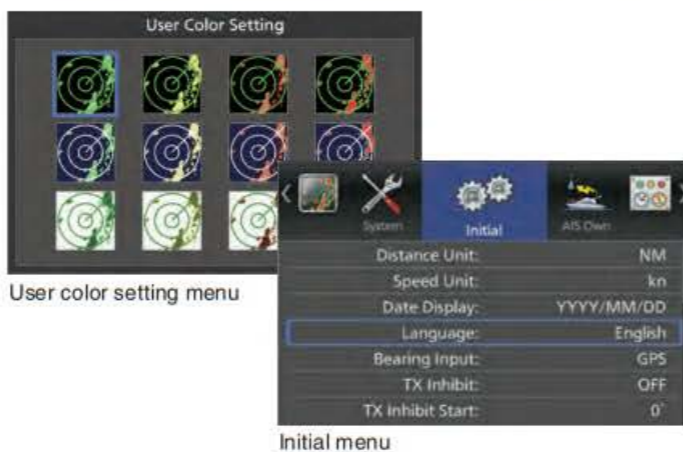 User Color Setting
User color setting menu
System
Initial
AIS Own
Distance Unit: NM
Speed Unit: kn
Date Display: YYYY/MM/DD
Language: English
Bearing Input: GPS
TX Inhibit: OFF
TX Inhibit Start: 0°
Initial menu